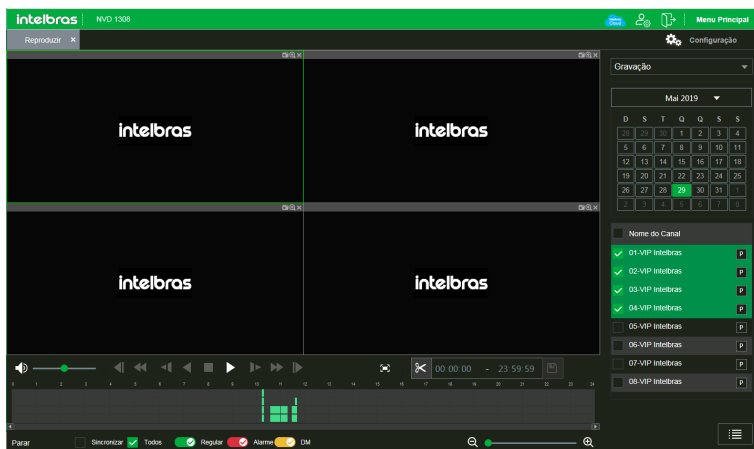 intelbras NVD 1308 Menu Principal
Reproduzir × Configuração
Gravação
Mai 2019
D S T Q Q S S
28 29 30 1 2 3 4
5 6 7 8 9 10 11
12 13 14 15 16 17 18
19 20 21 22 23 24 25
26 27 28 29 30 31 1
2 3 4 5 6 7 8
intelbras intelbras
intelbras intelbras
Nome do Canal
01-VIP Intelbras P
02-VIP Intelbras P
03-VIP Intelbras P
04-VIP Intelbras P
05-VIP Intelbras P
06-VIP Intelbras P
07-VIP Intelbras P
08-VIP Intelbras P
00:00:00 - 23:59:59
0 1 2 3 4 5 6 7 8 9 10 11 12 13 14 15 16 17 18 19 20 21 22 23 24
Parar Sincronizar Todos Regular Alarme DM